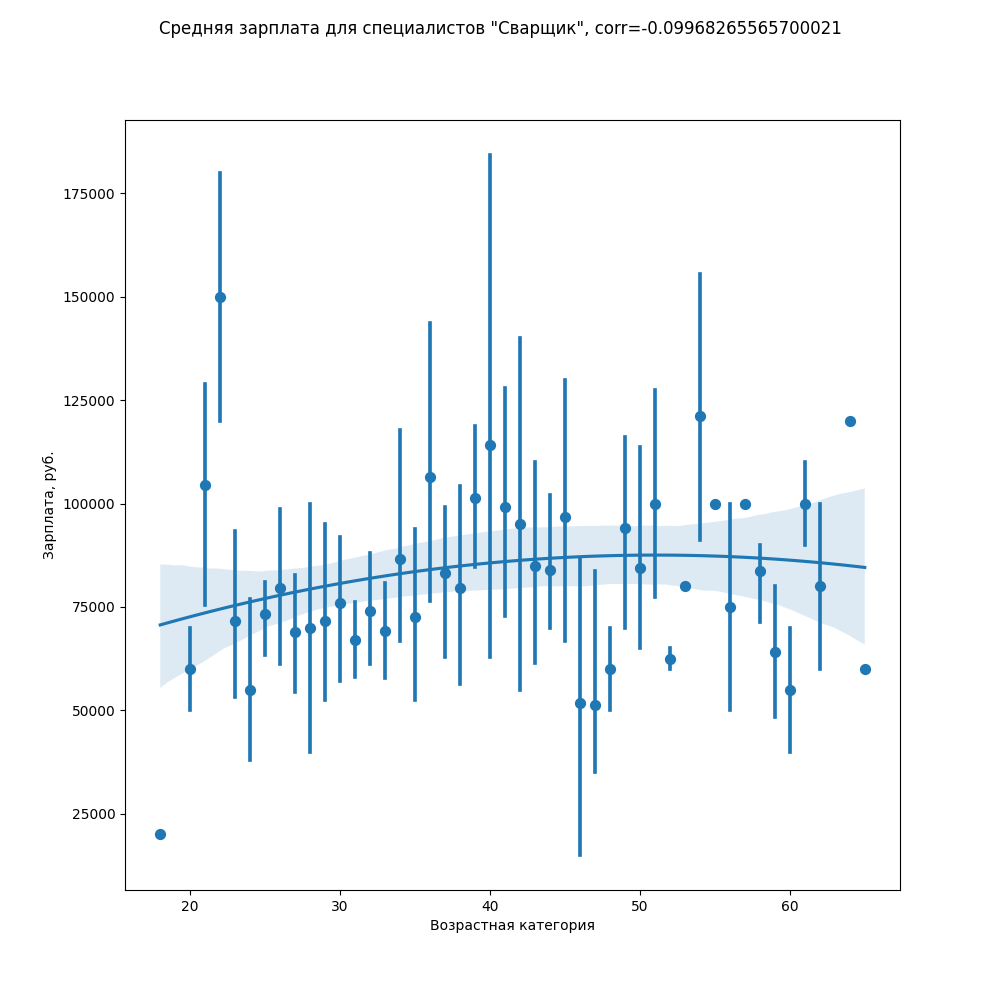 Средняя зарплата для специалистов "Сварщик", corr=-0.09968265565700021
175000
150000
125000
100000
75000
50000
25000
Зарплата, руб.
20 30 40 50 60
Возрастная категория